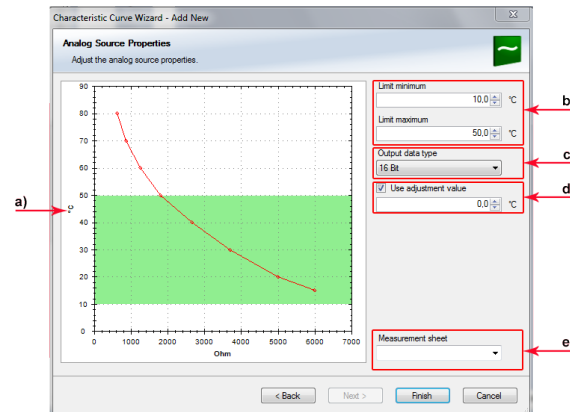 Characteristic Curve Wizard - Add New
Analog Source Properties
Adjust the analog source properties.
90
80
70
60
50
40
30
20
10
0
°C
0 1000 2000 3000 4000 5000 6000 7000
Ohm
Limit minimum
10,0 °C
Limit maximum
50,0 °C
Output data type
16 Bit
Use adjustment value
0,0 °C
Measurement sheet
a)
b
c
d
e
< Back Next > Finish Cancel